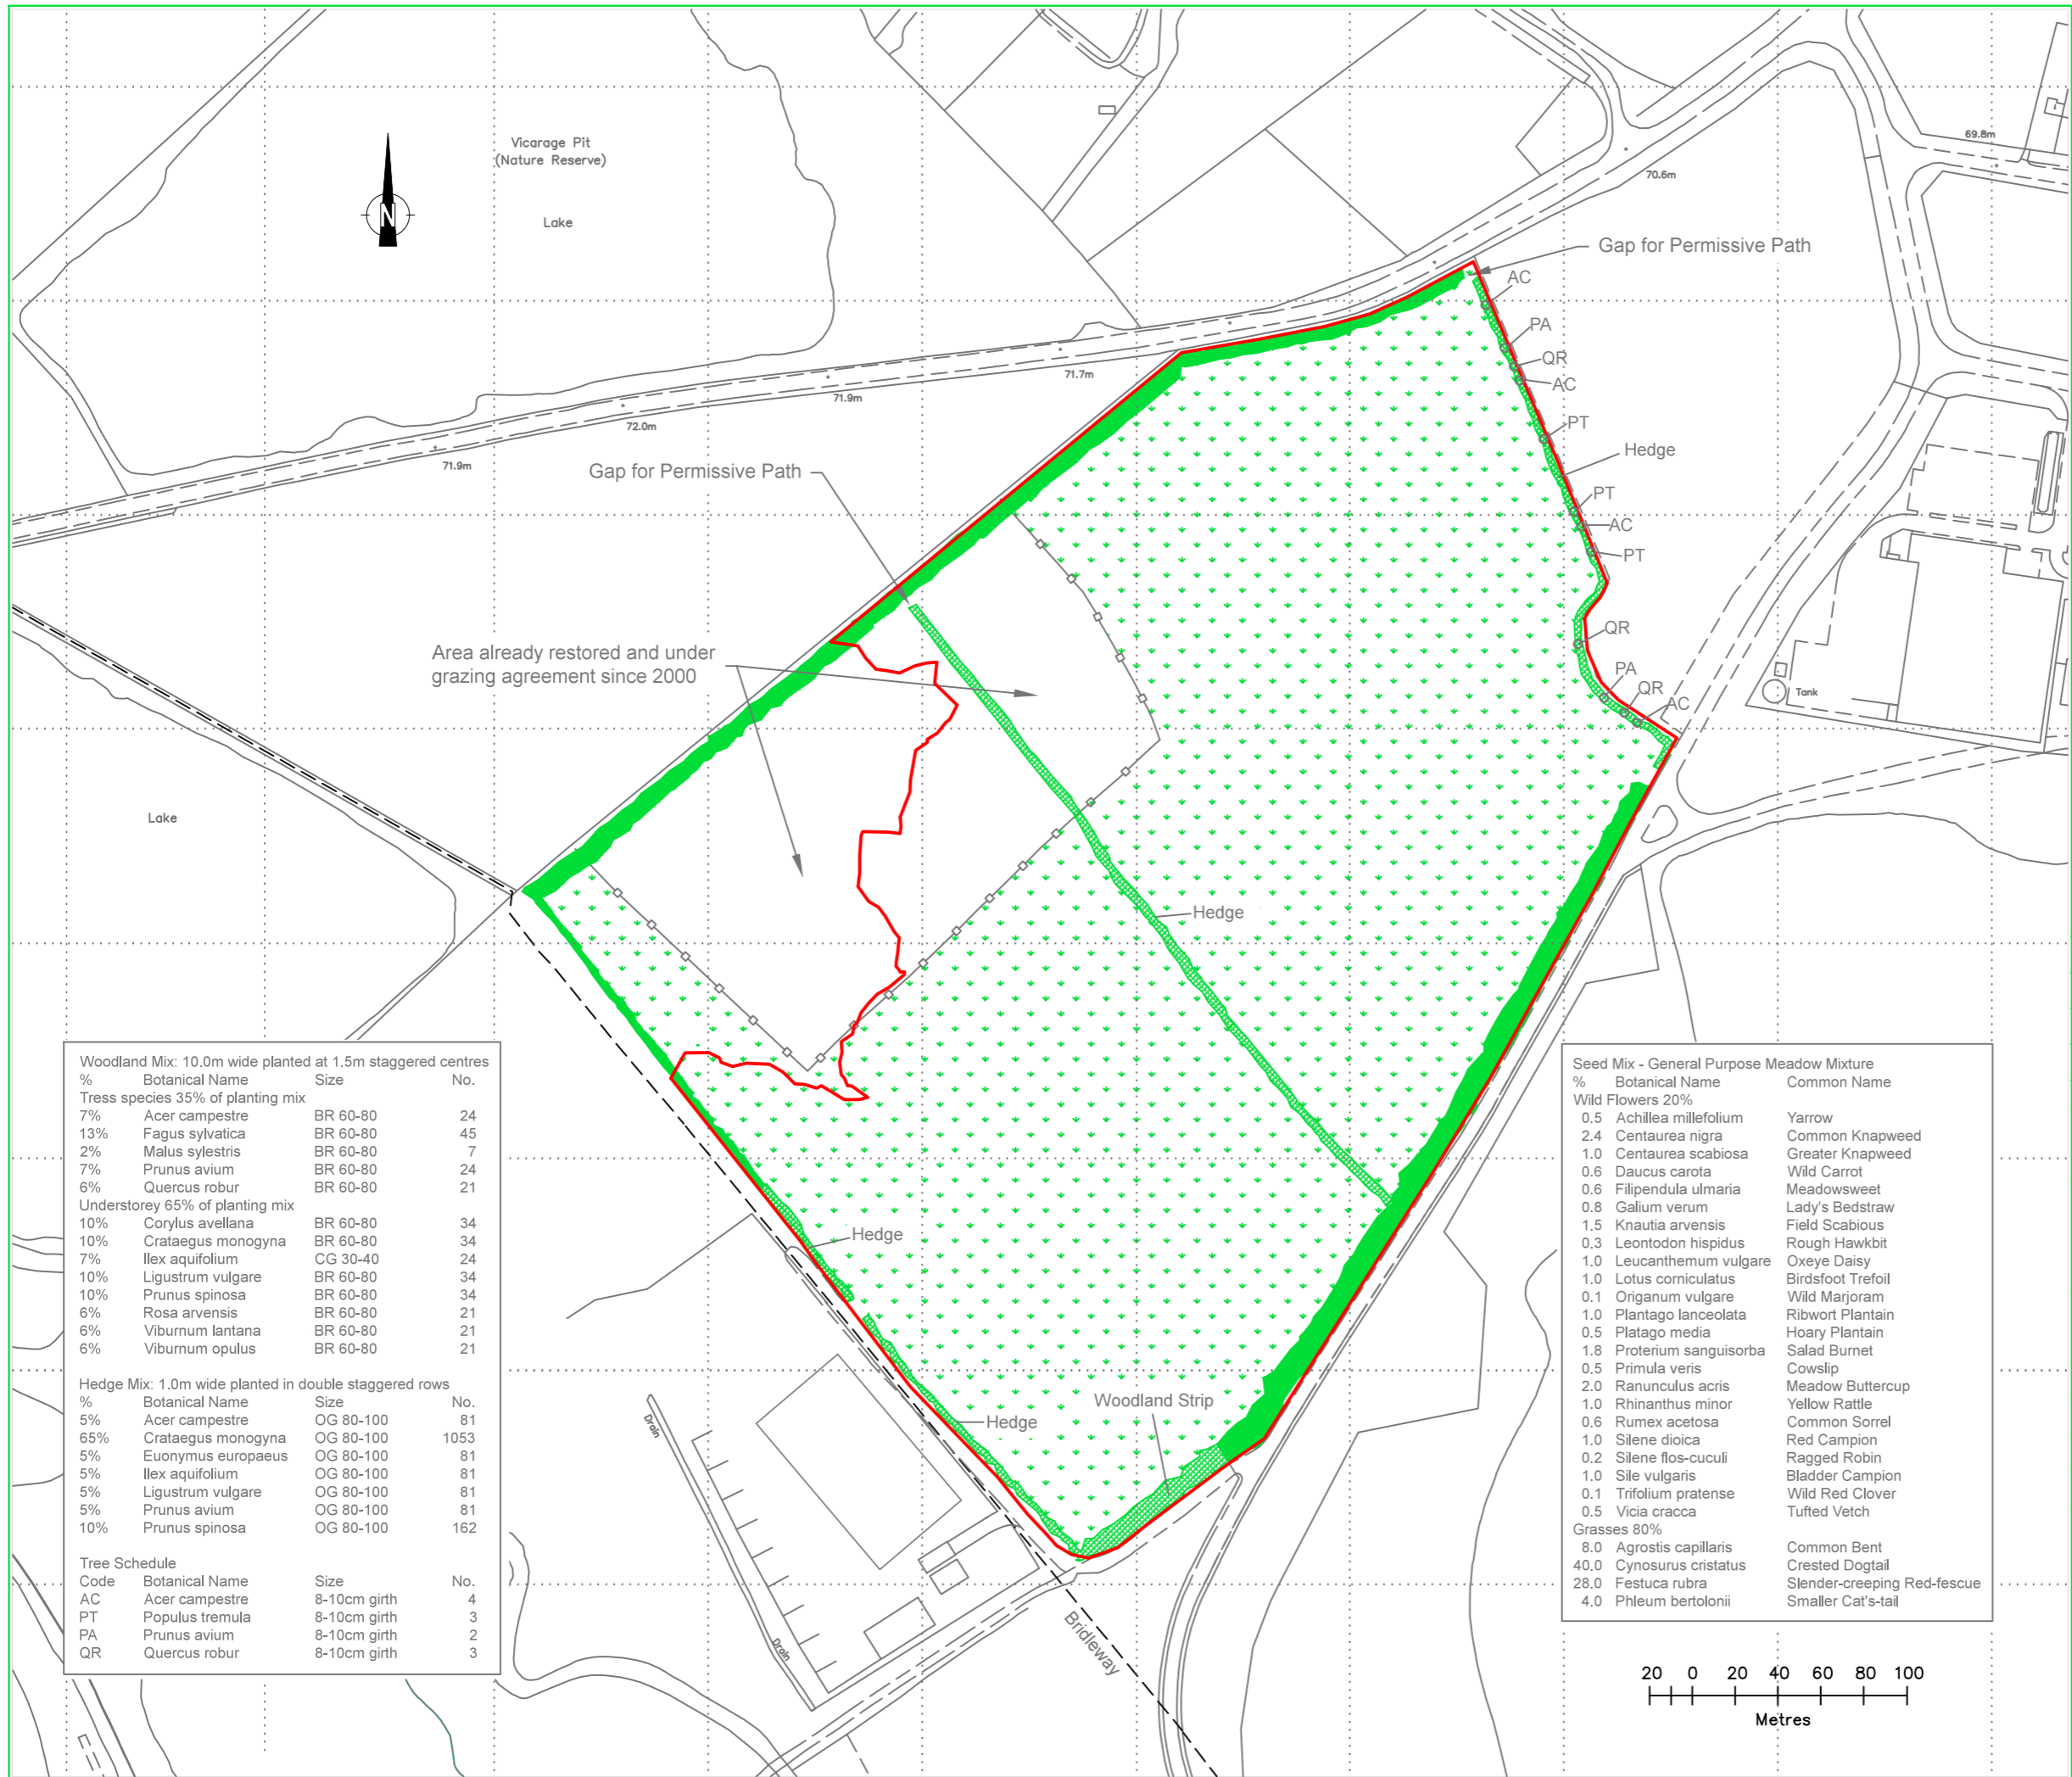 Vicarage Pit
(Nature Reserve)
Lake
N
69.8m
70.6m
Gap for Permissive Path
AC
PA
QR
AC
PT
Hedge
PT
AC
PT
QR
PA
QR
AC
71.7m
71.9m
72.0m
71.9m
Gap for Permissive Path
Area already restored and under
grazing agreement since 2000
Tank
Lake
Hedge
Hedge
Hedge
Woodland Strip
Drain
Drain
Bridleway
Woodland Mix: 10.0m wide planted at 1.5m staggered centres
% Botanical Name Size No.
Tress species 35% of planting mix
7% Acer campestre BR 60-80 24
13% Fagus sylvatica BR 60-80 45
2% Malus sylestris BR 60-80 7
7% Prunus avium BR 60-80 24
6% Quercus robur BR 60-80 21
Understorey 65% of planting mix
10% Corylus avellana BR 60-80 34
10% Crataegus monogyna BR 60-80 34
7% Ilex aquifolium CG 30-40 24
10% Ligustrum vulgare BR 60-80 34
10% Prunus spinosa BR 60-80 34
6% Rosa arvensis BR 60-80 21
6% Viburnum lantana BR 60-80 21
6% Viburnum opulus BR 60-80 21
Hedge Mix: 1.0m wide planted in double staggered rows
% Botanical Name Size No.
5% Acer campestre OG 80-100 81
65% Crataegus monogyna OG 80-100 1053
5% Euonymus europaeus OG 80-100 81
5% Ilex aquifolium OG 80-100 81
5% Ligustrum vulgare OG 80-100 81
5% Prunus avium OG 80-100 81
10% Prunus spinosa OG 80-100 162
Tree Schedule
Code Botanical Name Size No.
AC Acer campestre 8-10cm girth 4
PT Populus tremula 8-10cm girth 3
PA Prunus avium 8-10cm girth 2
QR Quercus robur 8-10cm girth 3
Seed Mix - General Purpose Meadow Mixture
% Botanical Name Common Name
Wild Flowers 20%
0.5 Achillea millefolium Yarrow
2.4 Centaurea nigra Common Knapweed
1.0 Centaurea scabiosa Greater Knapweed
0.6 Daucus carota Wild Carrot
0.6 Filipendula ulmaria Meadowsweet
0.8 Galium verum Lady's Bedstraw
1.5 Knautia arvensis Field Scabious
0.3 Leontodon hispidus Rough Hawkbit
1.0 Leucanthemum vulgare Oxeye Daisy
1.0 Lotus corniculatus Birdsfoot Trefoil
0.1 Origanum vulgare Wild Marjoram
1.0 Plantago lanceolata Ribwort Plantain
0.5 Platago media Hoary Plantain
1.8 Proterium sanguisorba Salad Burnet
0.5 Primula veris Cowslip
2.0 Ranunculus acris Meadow Buttercup
1.0 Rhinanthus minor Yellow Rattle
0.6 Rumex acetosa Common Sorrel
1.0 Silene dioica Red Campion
0.2 Silene flos-cuculi Ragged Robin
1.0 Sile vulgaris Bladder Campion
0.1 Trifolium pratense Wild Red Clover
0.5 Vicia cracca Tufted Vetch
Grasses 80%
8.0 Agrostis capillaris Common Bent
40.0 Cynosurus cristatus Crested Dogtail
28.0 Festuca rubra Slender-creeping Red-fescue
4.0 Phleum bertolonii Smaller Cat's-tail
20 0 20 40 60 80 100
Metres